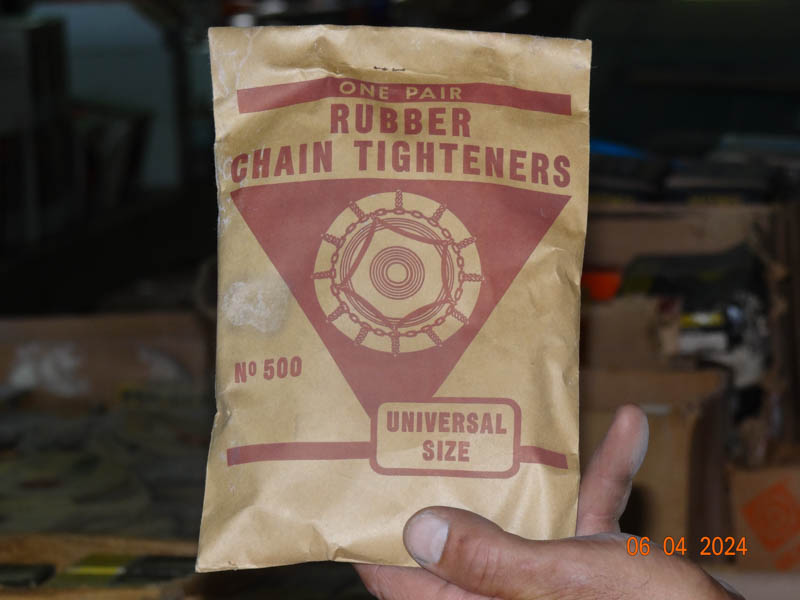 ONE PAIR
RUBBER
CHAIN TIGHTENERS
Nº 500
UNIVERSAL
SIZE
06 04 2024